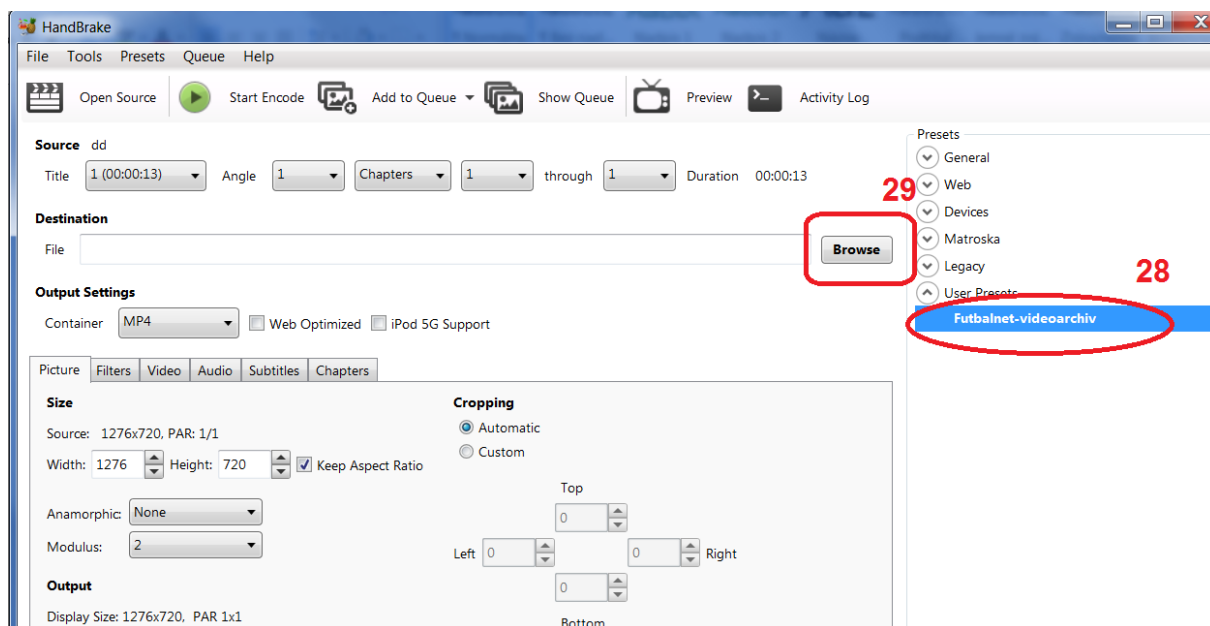 HandBrake
File Tools Presets Queue Help
Open Source Start Encode Add to Queue Show Queue Preview Activity Log
Source dd
Title 1 (00:00:13) Angle 1 Chapters 1 through 1 Duration 00:00:13
Destination
File Browse
29
Output Settings
Container MP4 Web Optimized iPod 5G Support
Picture Filters Video Audio Subtitles Chapters
Size
Source: 1276x720, PAR: 1/1
Width: 1276 Height: 720 Keep Aspect Ratio
Anamorphic: None
Modulus: 2
Output
Display Size: 1276x720, PAR 1x1
Cropping
Automatic
Custom
Top
0
Left 0 0 Right
0
Bottom
Presets
General
Web
Devices
Matroska
Legacy
28
User Presets
Futbalnet-videoarchiv